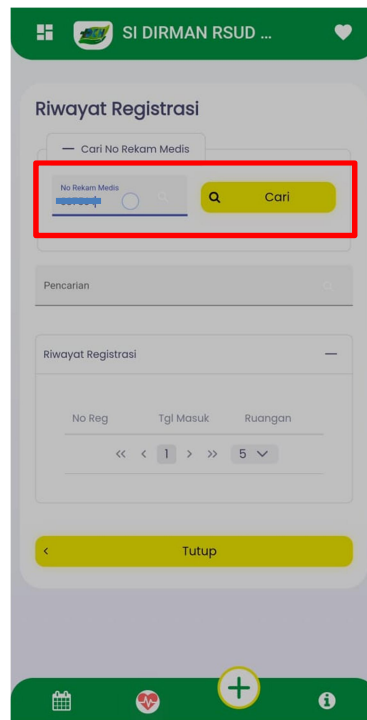 SI DIRMAN RSUD ...
Riwayat Registrasi
Cari No Rekam Medis
No Rekam Medis
Cari
Pencarian
Riwayat Registrasi
No Reg Tgl Masuk Ruangan
<< < 1 > >> 5
< Tutup